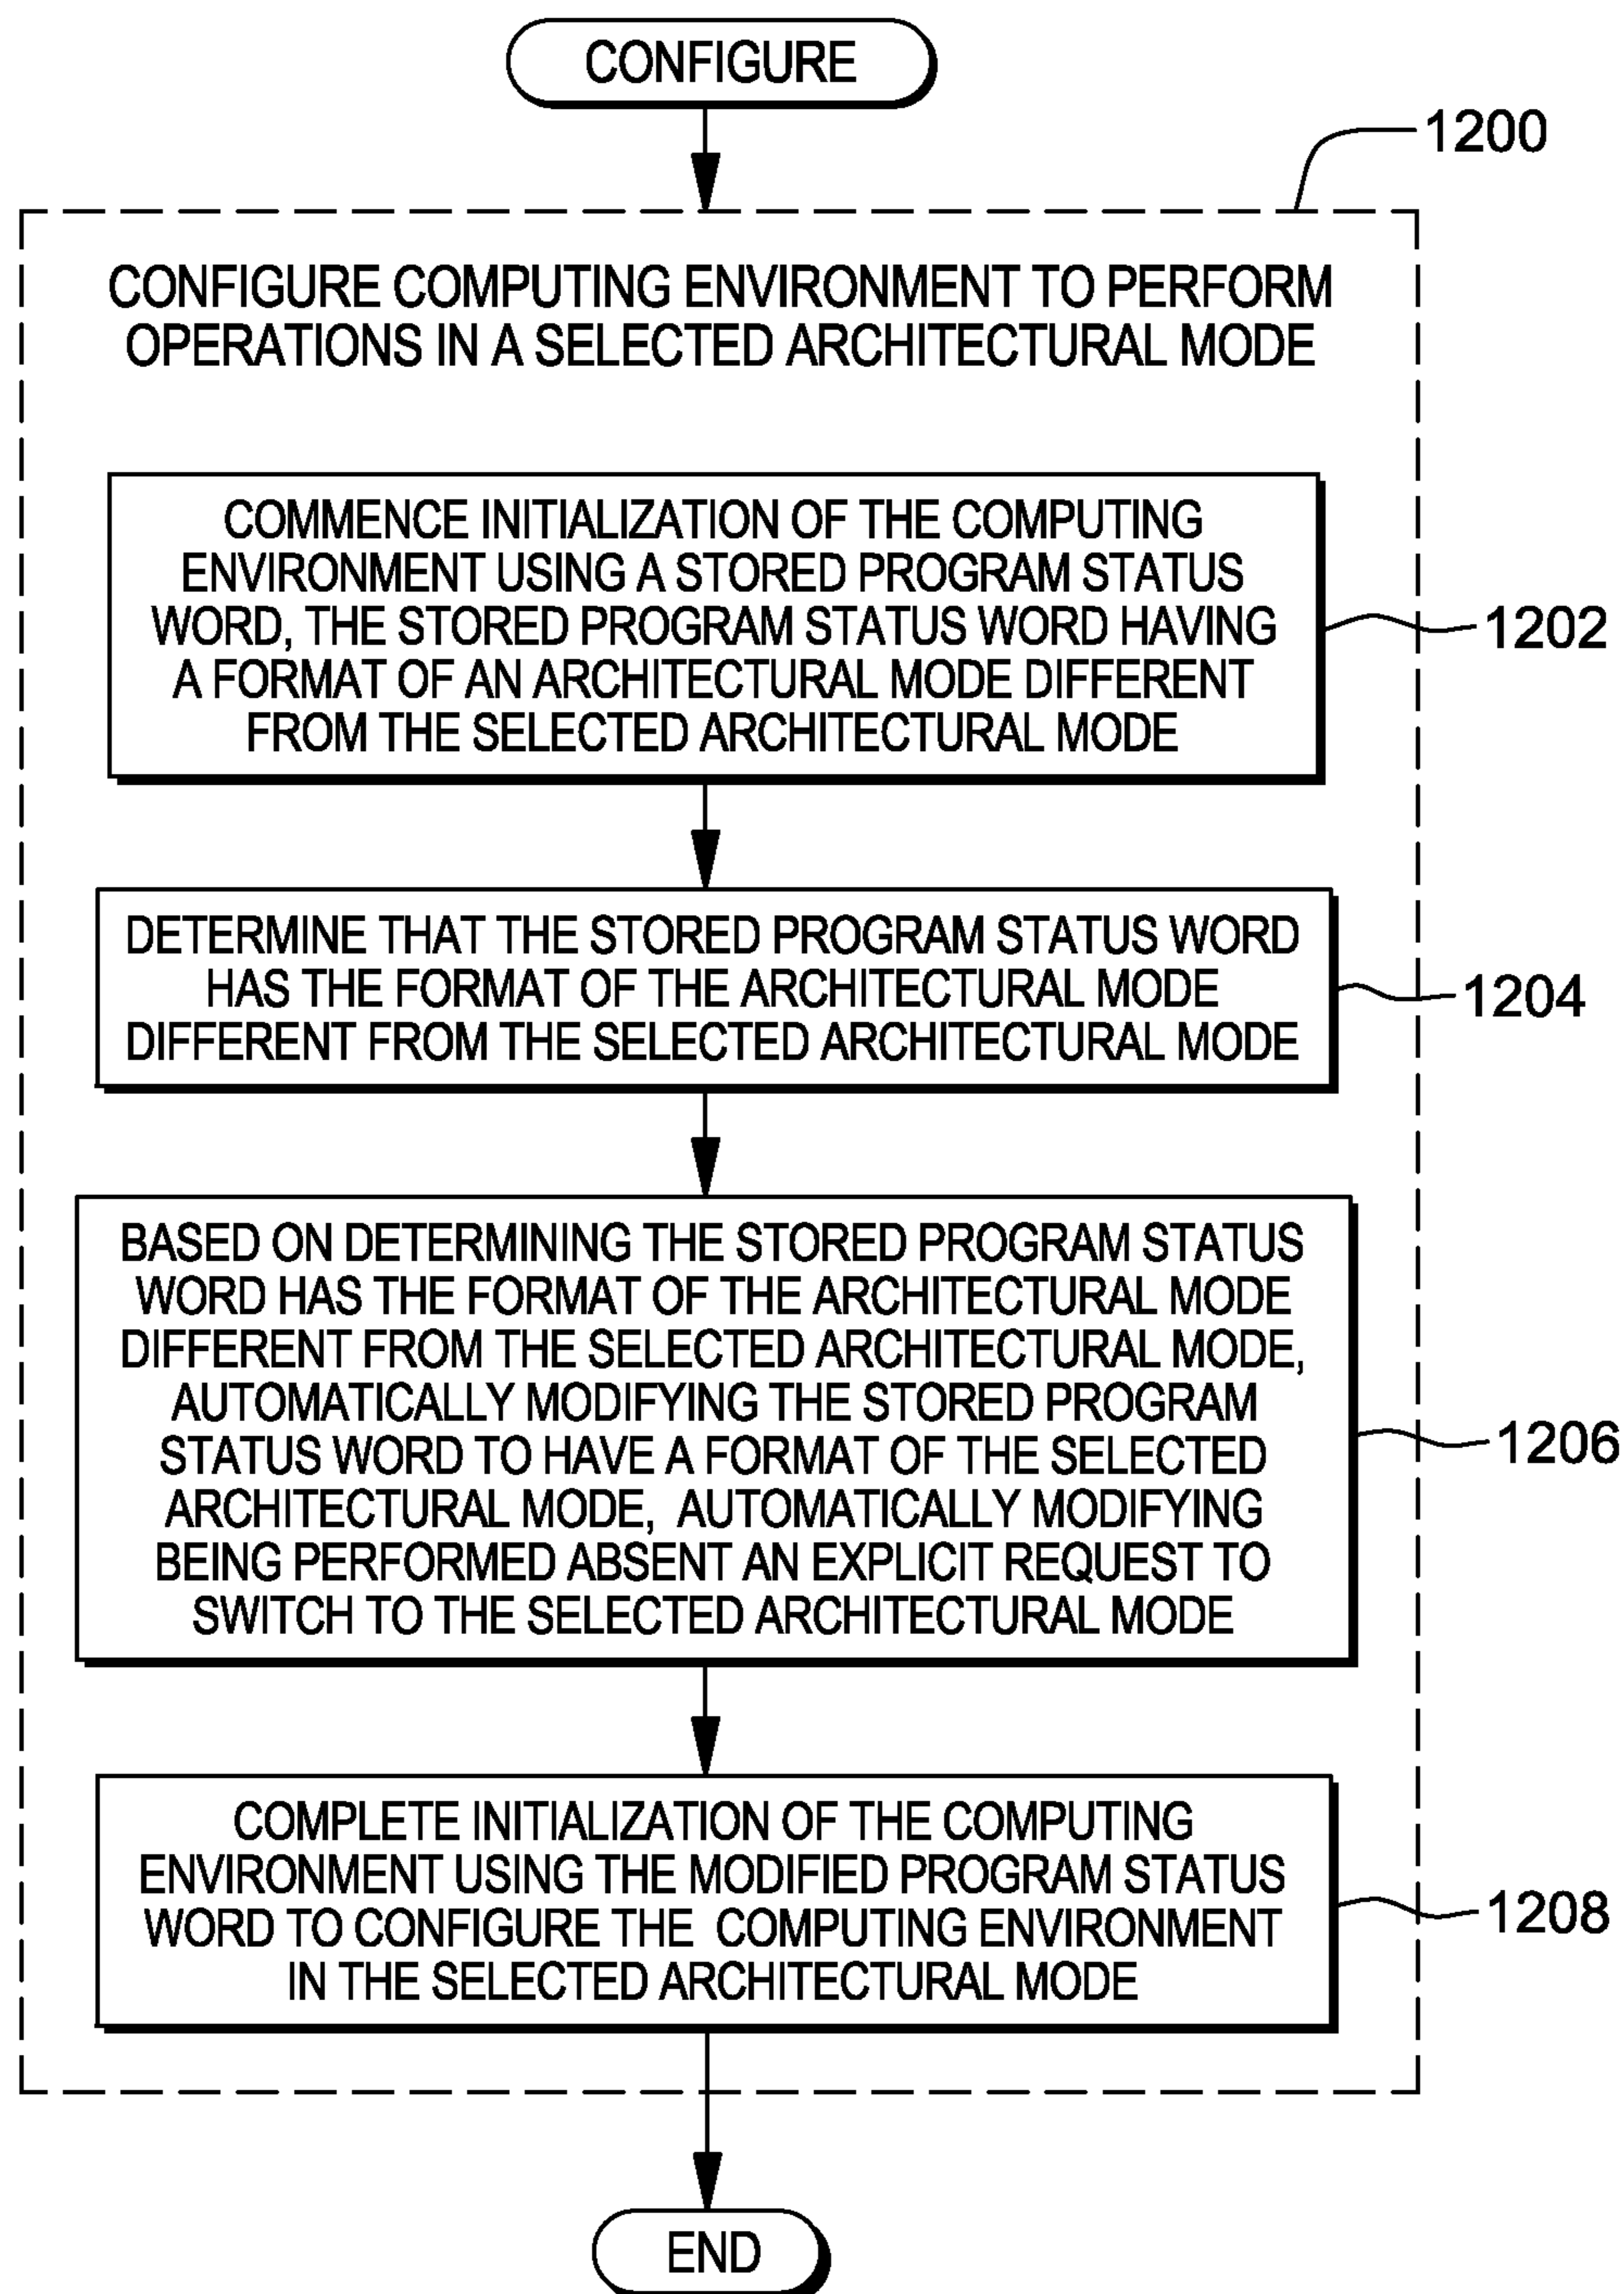 CONFIGURE
1200
CONFIGURE COMPUTING ENVIRONMENT TO PERFORM
OPERATIONS IN A SELECTED ARCHITECTURAL MODE
COMMENCE INITIALIZATION OF THE COMPUTING
ENVIRONMENT USING A STORED PROGRAM STATUS
WORD, THE STORED PROGRAM STATUS WORD HAVING
A FORMAT OF AN ARCHITECTURAL MODE DIFFERENT
FROM THE SELECTED ARCHITECTURAL MODE
1202
DETERMINE THAT THE STORED PROGRAM STATUS WORD
HAS THE FORMAT OF THE ARCHITECTURAL MODE
DIFFERENT FROM THE SELECTED ARCHITECTURAL MODE
1204
BASED ON DETERMINING THE STORED PROGRAM STATUS
WORD HAS THE FORMAT OF THE ARCHITECTURAL MODE
DIFFERENT FROM THE SELECTED ARCHITECTURAL MODE,
AUTOMATICALLY MODIFYING THE STORED PROGRAM
STATUS WORD TO HAVE A FORMAT OF THE SELECTED
ARCHITECTURAL MODE, AUTOMATICALLY MODIFYING
BEING PERFORMED ABSENT AN EXPLICIT REQUEST TO
SWITCH TO THE SELECTED ARCHITECTURAL MODE
1206
COMPLETE INITIALIZATION OF THE COMPUTING
ENVIRONMENT USING THE MODIFIED PROGRAM STATUS
WORD TO CONFIGURE THE COMPUTING ENVIRONMENT
IN THE SELECTED ARCHITECTURAL MODE
1208
END